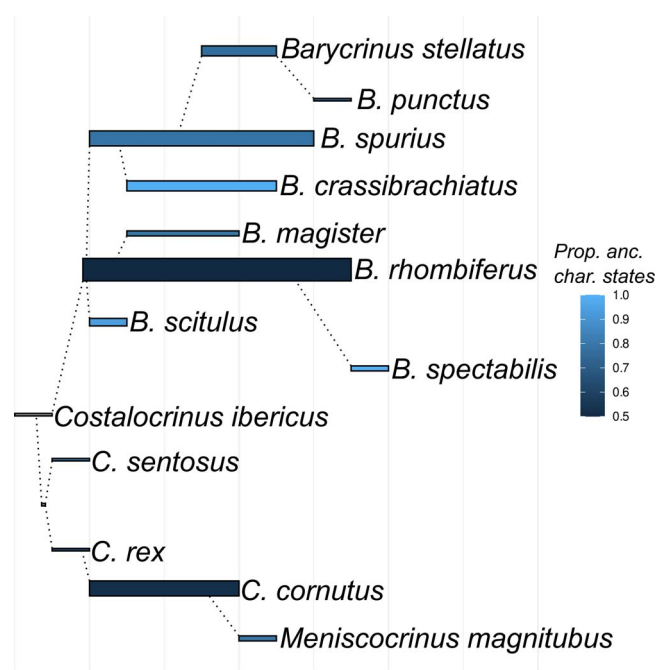 Barycrinus stellatus
B. punctus
B. spurius
B. crassibrachiatus
B. magister
Prop. anc.
char. states
B. rhombiferus
1.0
0.9
B. scitulus
0.8
0.7
B. spectabilis
0.6
0.5
Costalocrinus ibericus
C. sentosus
C. rex
C. cornutus
Meniscocrinus magnitubus